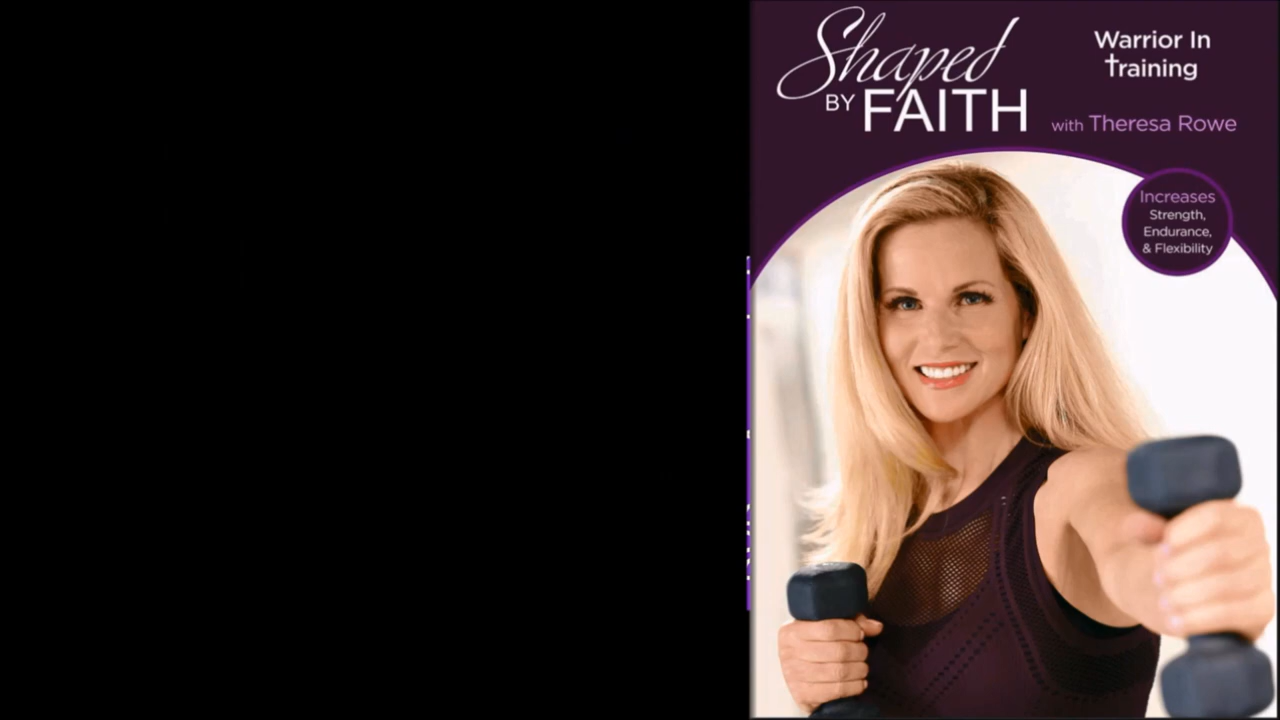 Shaped
BY FAITH
Warrior In
Training
with Theresa Rowe
Increases
Strength,
Endurance,
& Flexibility